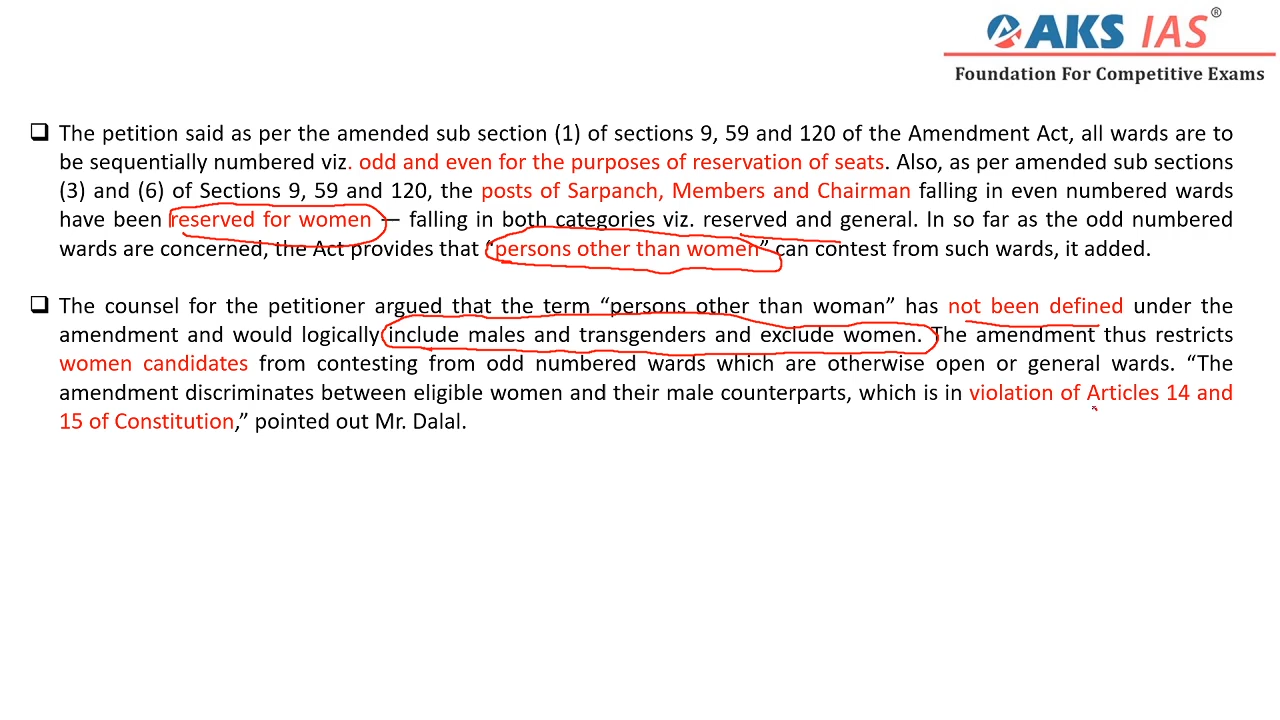 AKS IAS®
Foundation For Competitive Exams
The petition said as per the amended sub section (1) of sections 9, 59 and 120 of the Amendment Act, all wards are to
be sequentially numbered viz. odd and even for the purposes of reservation of seats. Also, as per amended sub sections
(3) and (6) of Sections 9, 59 and 120, the posts of Sarpanch, Members and Chairman falling in even numbered wards
have been reserved for women — falling in both categories viz. reserved and general. In so far as the odd numbered
wards are concerned, the Act provides that “persons other than women” can contest from such wards, it added.
The counsel for the petitioner argued that the term “persons other than woman” has not been defined under the
amendment and would logically include males and transgenders and exclude women. The amendment thus restricts
women candidates from contesting from odd numbered wards which are otherwise open or general wards. “The
amendment discriminates between eligible women and their male counterparts, which is in violation of Articles 14 and
15 of Constitution,” pointed out Mr. Dalal.